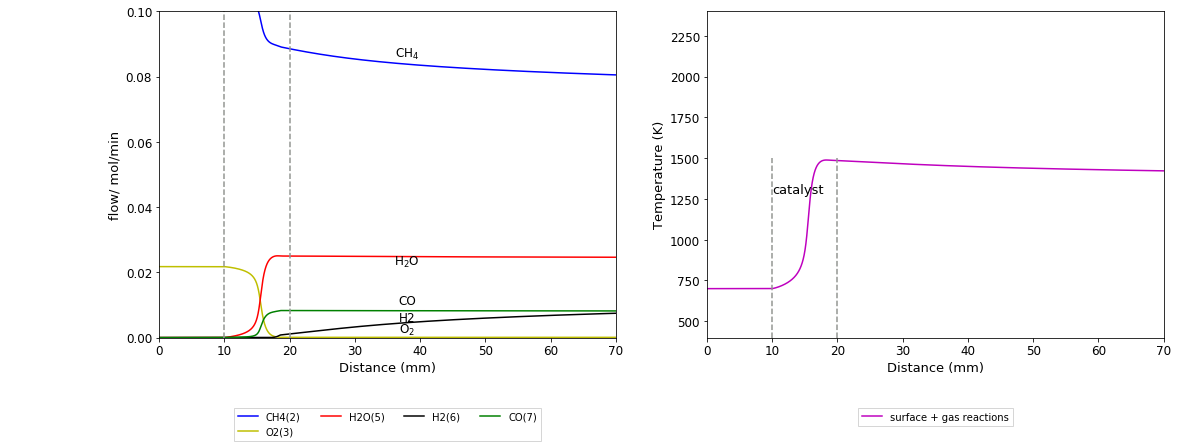 0.10
0.08
0.06
0.04
0.02
0.00
flow/ mol/min
CH4
H2O
CO
H2
O2
0 10 20 30 40 50 60 70
Distance (mm)
CH4(2) H2O(5) H2(6) CO(7)
O2(3)
2250
2000
1750
1500
1250
1000
750
500
Temperature (K)
catalyst
0 10 20 30 40 50 60 70
Distance (mm)
surface + gas reactions